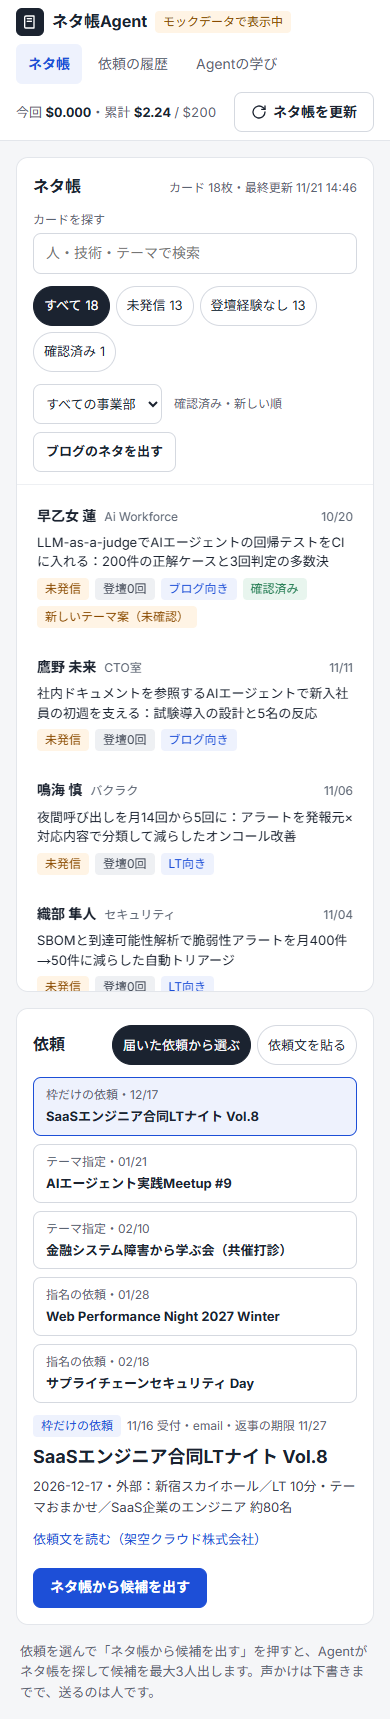 ネタ帳Agent モックデータで表示中
ネタ帳 依頼の履歴 Agentの学び
今回 $0.000・累計 $2.24 / $200 ネタ帳を更新
ネタ帳 カード 18枚・最終更新 11/21 14:46
カードを探す
人・技術・テーマで検索
すべて 18 未発信 13 登壇経験なし 13
確認済み 1
すべての事業部 確認済み・新しい順
ブログのネタを出す
早乙女 蓮 Ai Workforce 10/20
LLM-as-a-judgeでAIエージェントの回帰テストをCI
に入れる：200件の正解ケースと3回判定の多数決
未発信 登壇0回 ブログ向き 確認済み
新しいテーマ案（未確認）
鷹野 未来 CTO室 11/11
社内ドキュメントを参照するAIエージェントで新入社
員の初週を支える：試験導入の設計と5名の反応
未発信 登壇0回 ブログ向き
鳴海 慎 バクラク 11/06
夜間呼び出しを月14回から5回に：アラートを発報元×
対応内容で分類して減らしたオンコール改善
未発信 登壇0回 LT向き
織部 隼人 セキュリティ 11/04
SBOMと到達可能性解析で脆弱性アラートを月400件
→50件に減らした自動トリアージ
未発信 登壇0回 LT向き
依頼 届いた依頼から選ぶ 依頼文を貼る
枠だけの依頼・12/17
SaaSエンジニア合同LTナイト Vol.8
テーマ指定・01/21
AIエージェント実践Meetup #9
テーマ指定・02/10
金融システム障害から学ぶ会（共催打診）
指名の依頼・01/28
Web Performance Night 2027 Winter
指名の依頼・02/18
サプライチェーンセキュリティ Day
枠だけの依頼 11/16 受付・email・返事の期限 11/27
SaaSエンジニア合同LTナイト Vol.8
2026-12-17・外部：新宿スカイホール／LT 10分・テー
マおまかせ／SaaS企業のエンジニア 約80名
依頼文を読む（架空クラウド株式会社）
ネタ帳から候補を出す
依頼を選んで「ネタ帳から候補を出す」を押すと、Agentが
ネタ帳を探して候補を最大3人出します。声かけは下書きま
でで、送るのは人です。